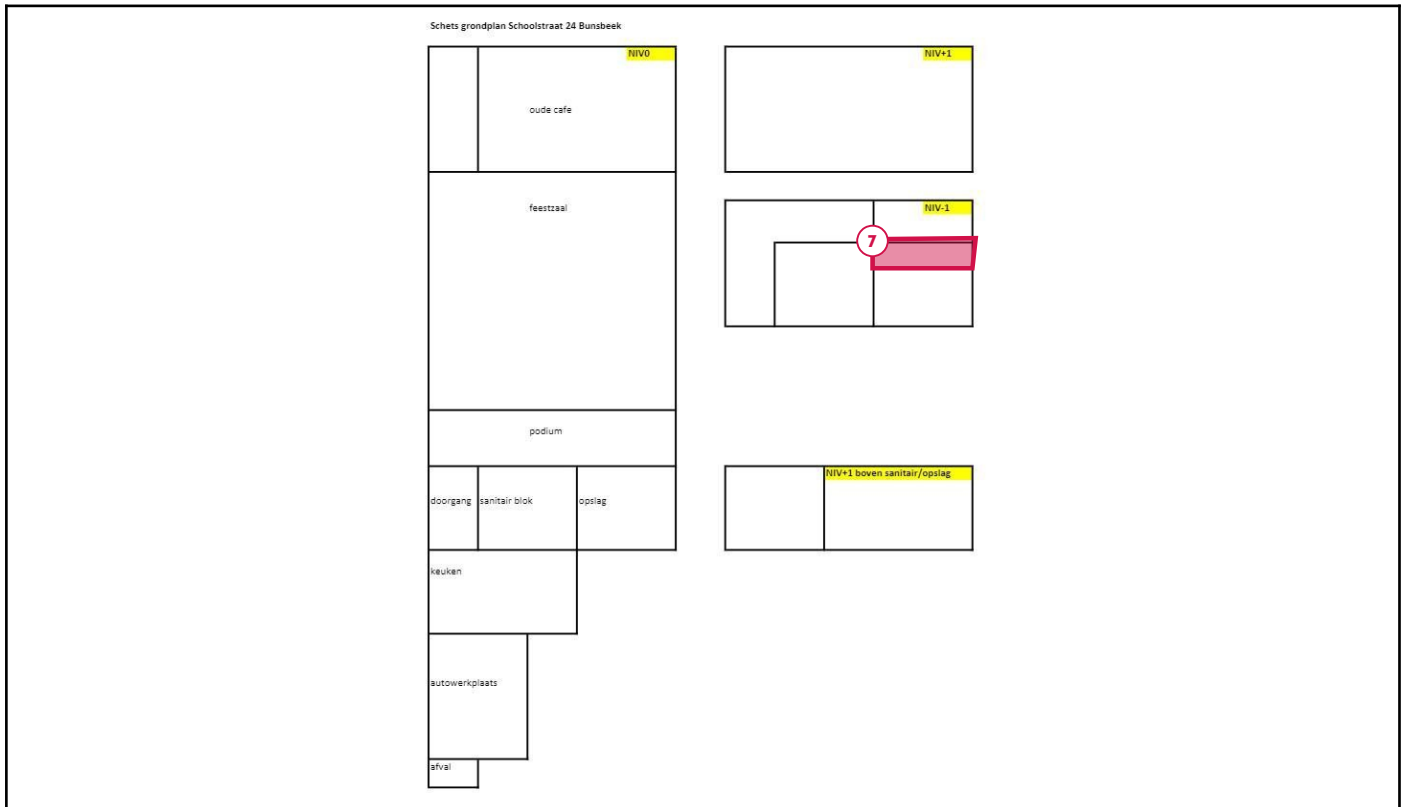 Schets grondplan Schoolstraat 24 Bunsbeek
NIV0
NIV+1
oude cafe
feestzaal
NIV-1
7
podium
NIV+1 boven sanitair/opslag
doorgang
sanitair blok
opslag
keuken
autowerkplaats
afval